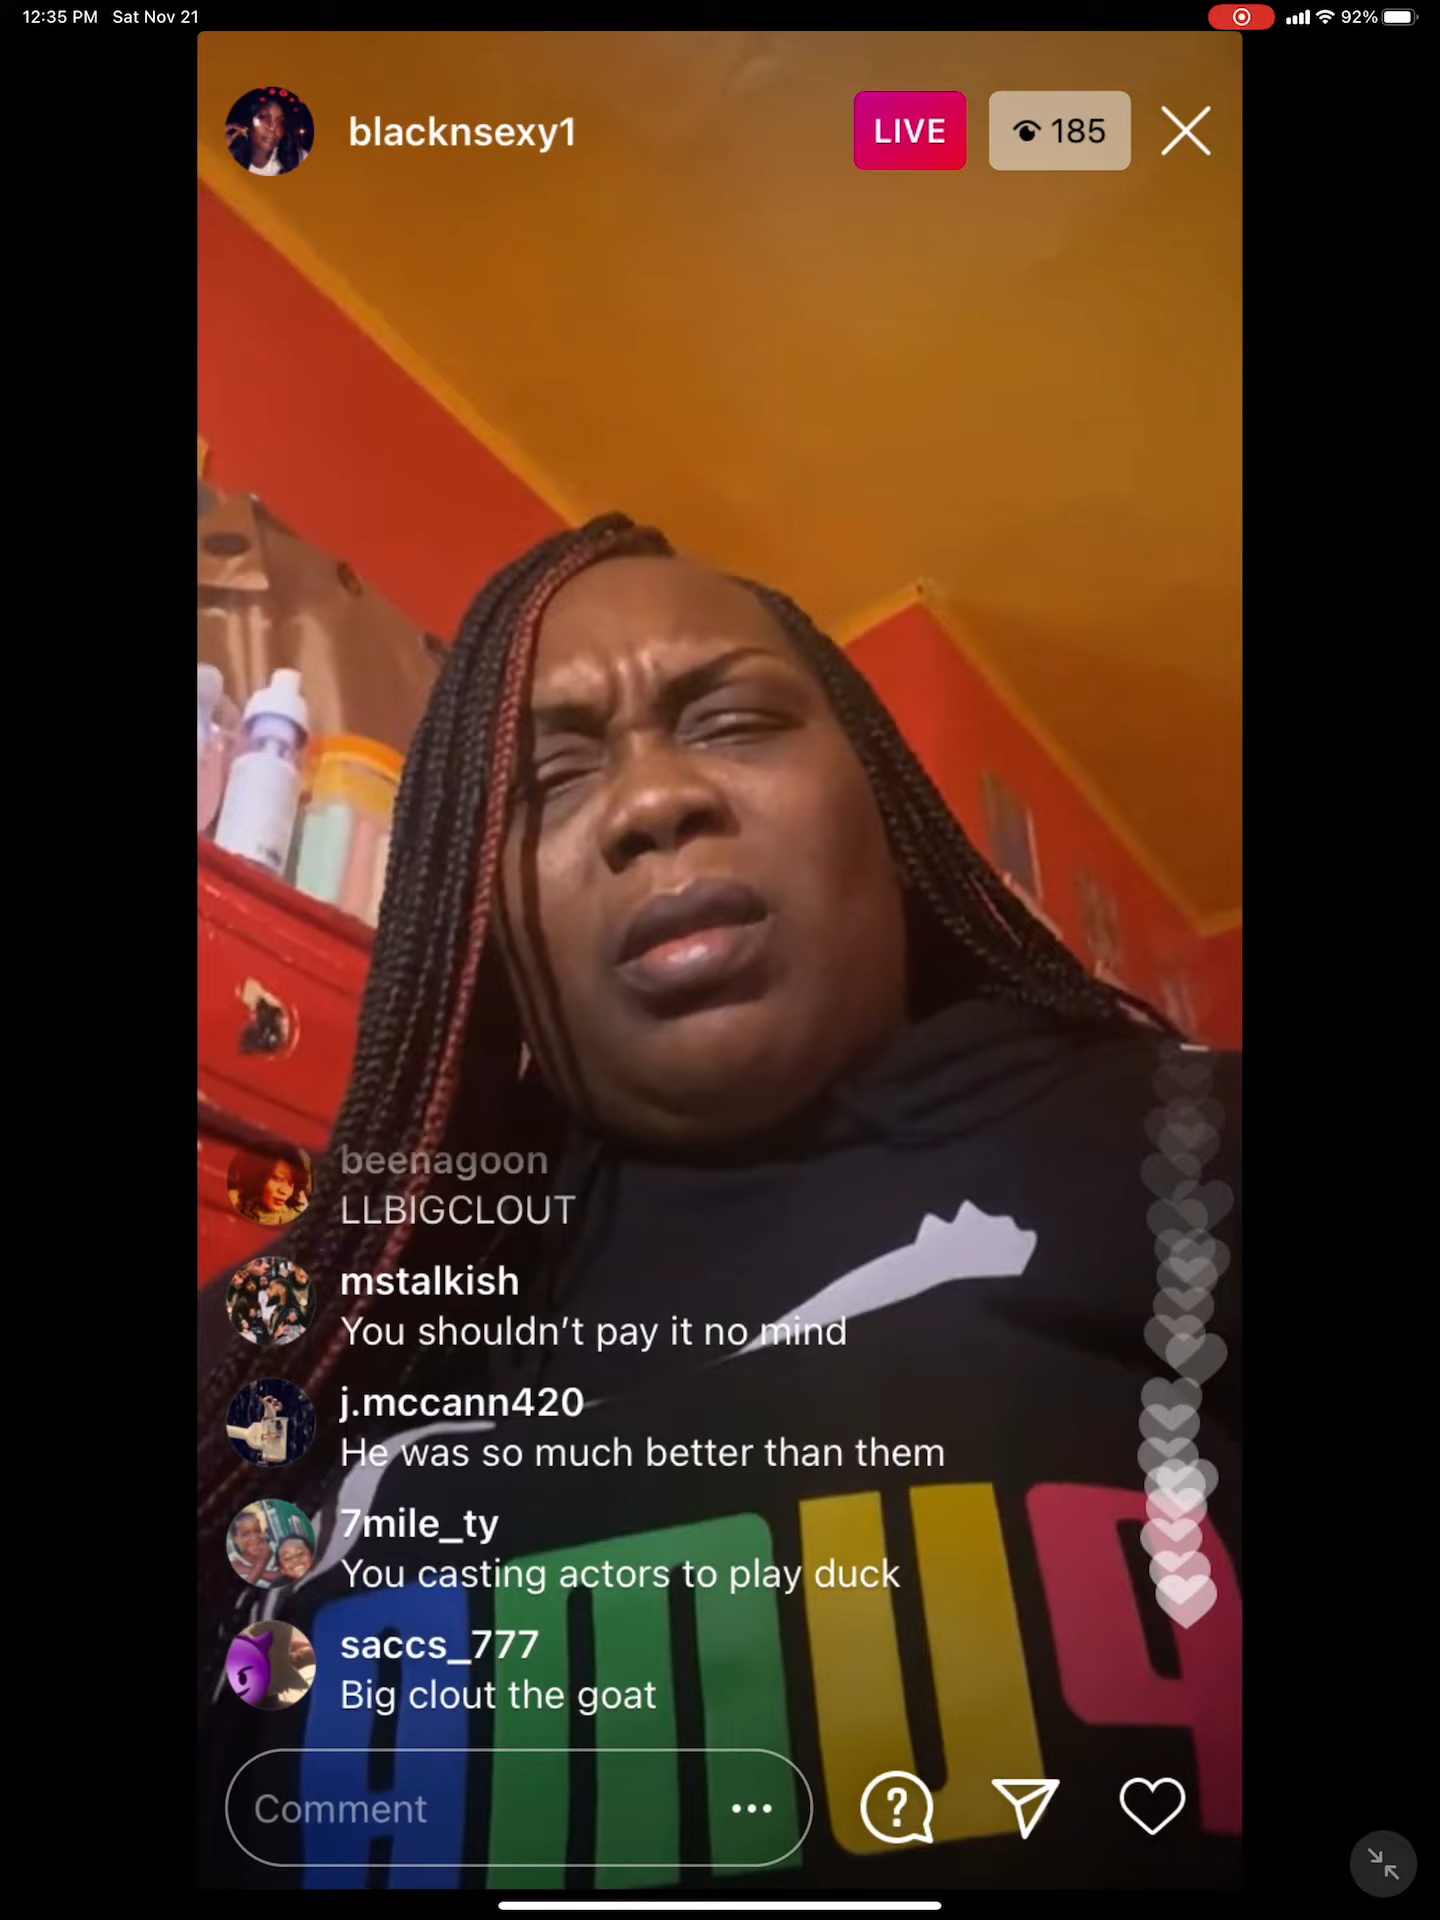 12:35 PM Sat Nov 21
92%
blacknsexy1
LIVE
185
beenagoon
LLBIGCLOUT
mstalkish
You shouldn't pay it no mind
j.mccann420
He was so much better than them
7mile_ty
You casting actors to play duck
saccs_777
Big clout the goat
Comment